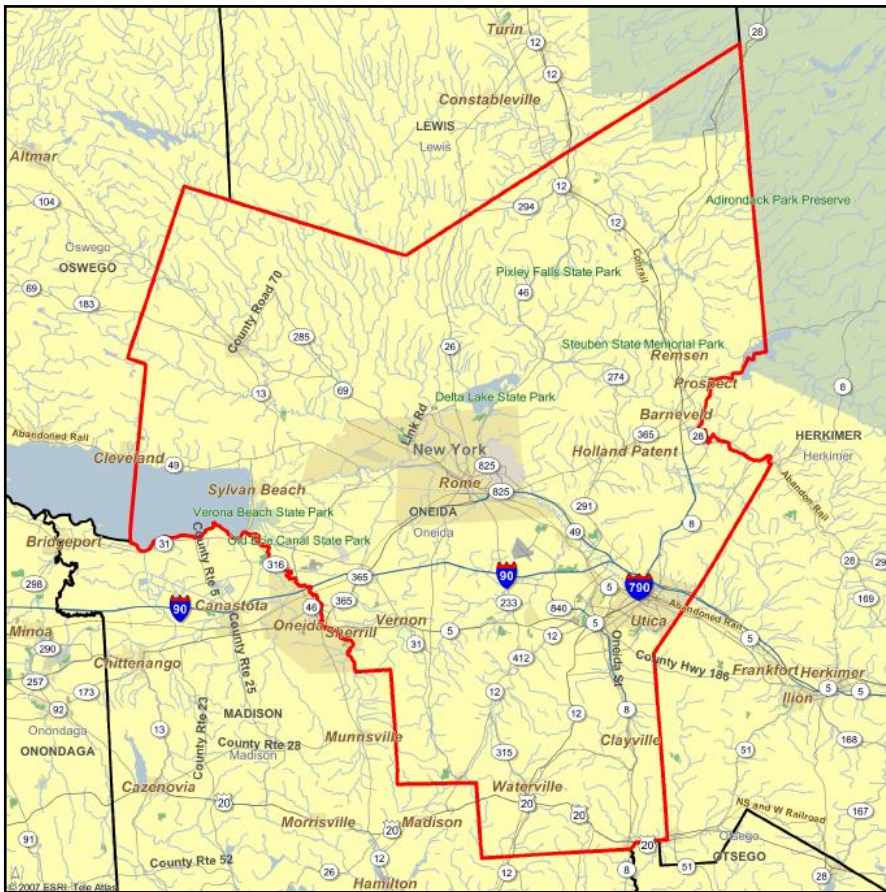 Turin
28
12
12
Constableville
LEWIS
Lewis
Altmar
12
104
294
Adirondack Park Preserve
12
Oswego
OSWEGO
Conrail
Pixley Falls State Park
69
46
183
County Road 70
285
26
Steuben State Memorial Park
Remsen
274
Prospect
8
13
69
Delta Lake State Park
Barneveld
Link Rd
365
28
HERKIMER
Abandoned Rail
New York
Holland Patent
Herkimer
Cleveland
49
825
Rome
Abandon Rail
Sylvan Beach
825
291
Verona Beach State Park
ONEIDA
8
Oneida
49
Bridgeport
31
Old Erie Canal State Park
County Rte 5
28
316
365
90
790
298
5
169
90
Canastota
46
365
233
840
Abandoned Rail
Utica
Minoa
Oneida
Sherrill
Vernon
5
12
5
5
290
31
Oneida St
Chittenango
County Rte 25
412
County Hwy 186
Frankfort
Herkimer
257
173
12
Ilion
5
5
92
County Rte 23
MADISON
8
Onondaga
13
Munnsville
12
168
ONONDAGA
County Rte 28
Madison
315
Clayville
51
Cazenovia
Waterville
20
20
NS and W Railroad
167
Morrisville
20
Madison
Otsego
91
12
20
OTSEGO
County Rte 52
12
8
51
28
Hamilton
© 2007 ESRI, Tele Atlas